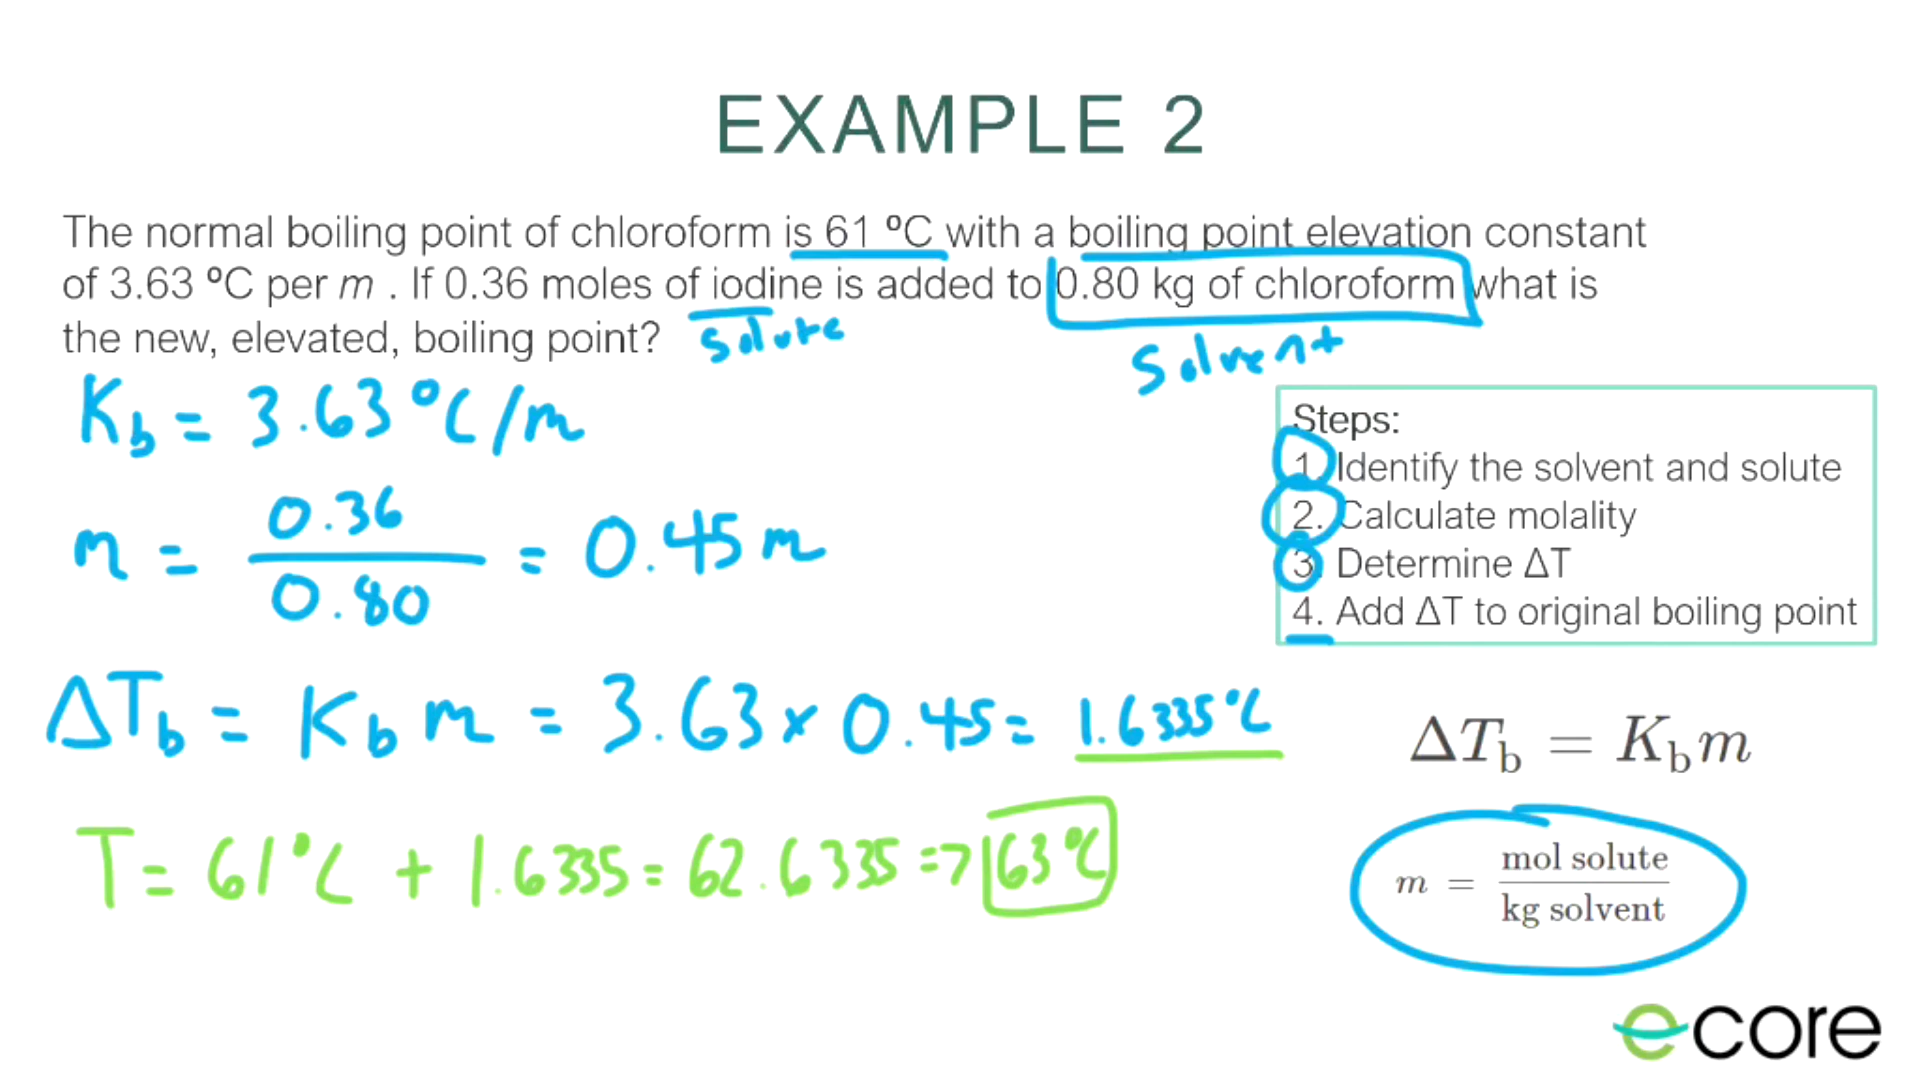 EXAMPLE 2
The normal boiling point of chloroform is 61 ºC with a boiling point elevation constant
of 3.63 ºC per m . If 0.36 moles of iodine is added to 0.80 kg of chloroform what is
the new, elevated, boiling point?
solute
Solvent
Kb = 3.63 °C/m
m = 0.36 / 0.80 = 0.45 m
ΔTb = Kb m = 3.63 × 0.45 = 1.6335 °C
T = 61 °C + 1.6335 = 62.6335 => 63 °C
Steps:
1. Identify the solvent and solute
2. Calculate molality
3. Determine ΔT
4. Add ΔT to original boiling point
ΔTb = Kbm
m = mol solute / kg solvent
ecore